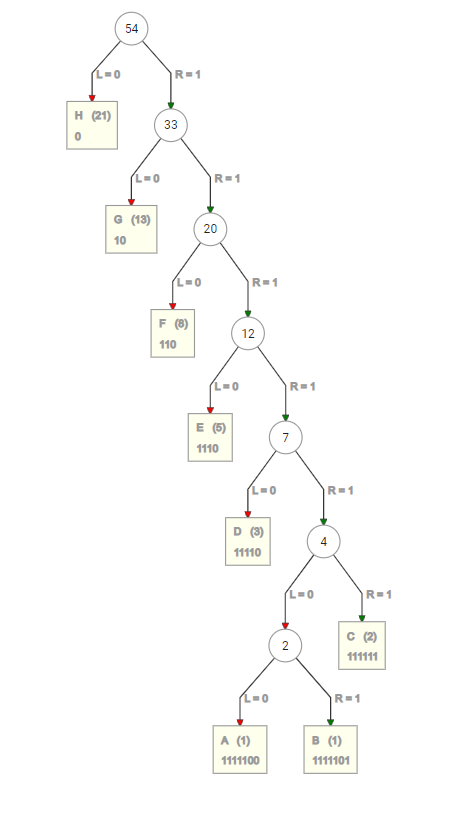 54
L=0
R=1
H (21)
0
33
L=0
R=1
G (13)
10
20
L=0
R=1
F (8)
110
12
L=0
R=1
E (5)
1110
7
L=0
R=1
D (3)
11110
4
L=0
R=1
C (2)
111111
2
L=0
R=1
A (1)
1111100
B (1)
1111101